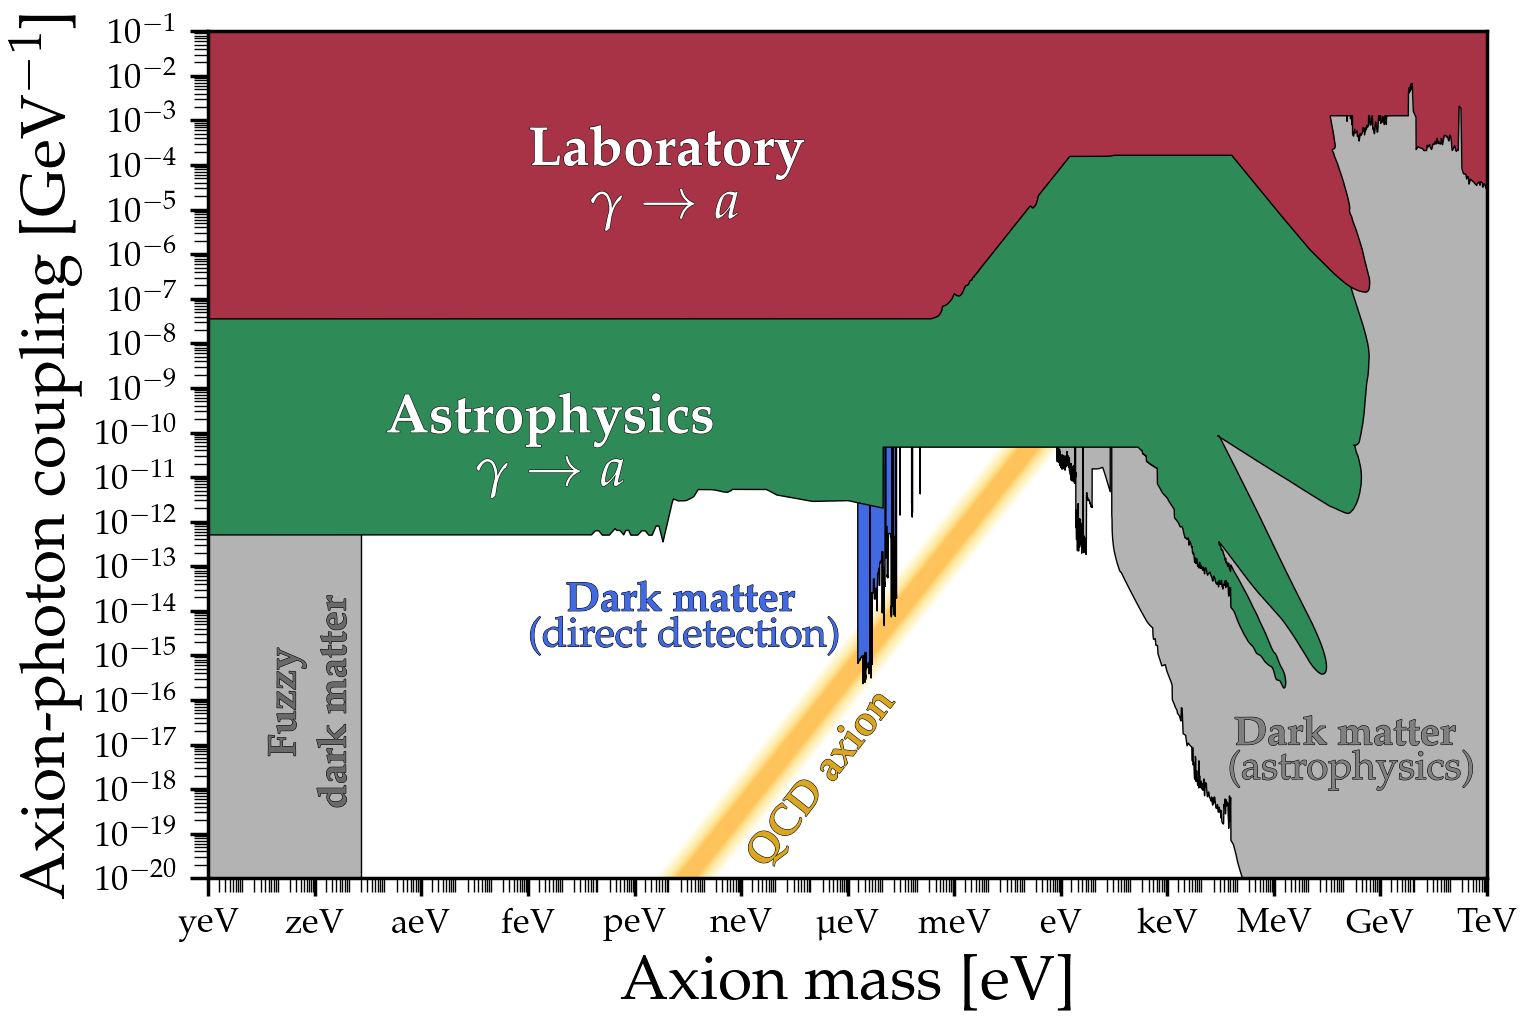 Axion-photon coupling [GeV⁻¹]
10⁻¹
10⁻²
10⁻³
10⁻⁴
10⁻⁵
10⁻⁶
10⁻⁷
10⁻⁸
10⁻⁹
10⁻¹⁰
10⁻¹¹
10⁻¹²
10⁻¹³
10⁻¹⁴
10⁻¹⁵
10⁻¹⁶
10⁻¹⁷
10⁻¹⁸
10⁻¹⁹
10⁻²⁰
Laboratory
γ → a
Astrophysics
γ → a
Dark matter
(direct detection)
Fuzzy
dark matter
QCD axion
Dark matter
(astrophysics)
yeV zeV aeV feV peV neV μeV meV eV keV MeV GeV TeV
Axion mass [eV]